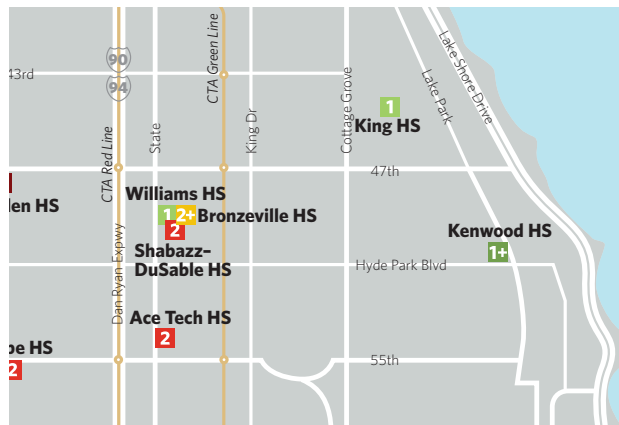 90
94
43rd
CTA Green Line
Lake Shore Drive
Lake Park
1
King HS
CTA Red Line
State
King Dr
Cottage Grove
47th
Williams HS
1
2+
Bronzeville HS
2
Shabazz–
DuSable HS
Kenwood HS
1+
Hyde Park Blvd
Dan Ryan Expwy
Ace Tech HS
2
HS
HS
2
55th